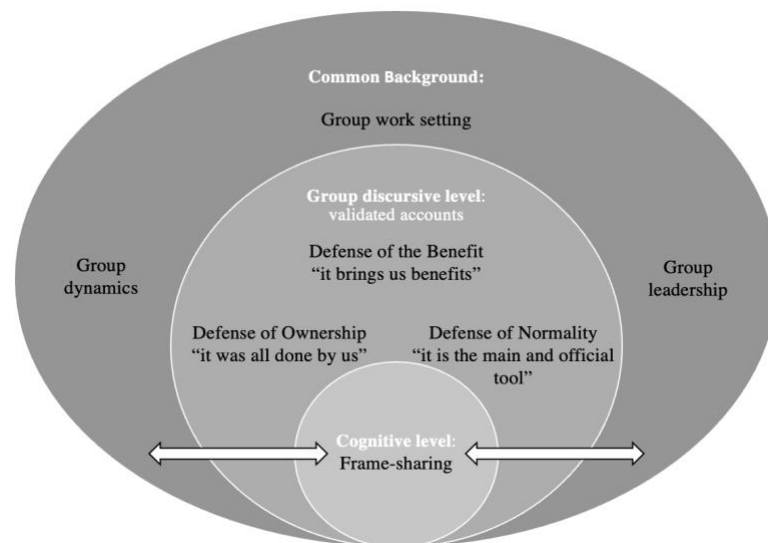 Common Background:
Group work setting
Group discursive level:
validated accounts
Defense of the Benefit
“it brings us benefits”
Group
dynamics
Group
leadership
Defense of Ownership
“it was all done by us”
Defense of Normality
“it is the main and official
tool”
Cognitive level:
Frame-sharing